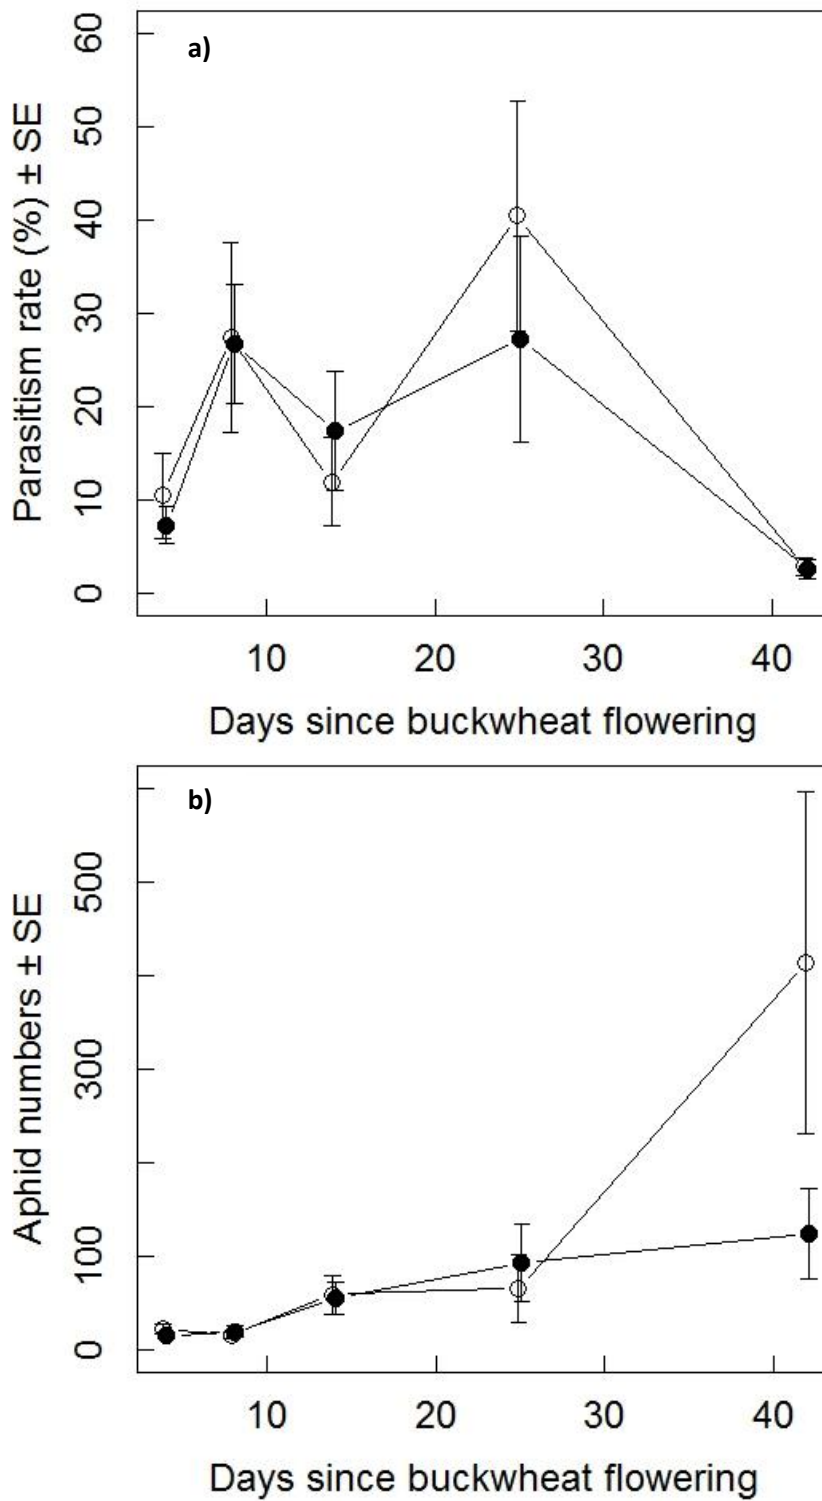 a)
Parasitism rate (%) ± SE
60
50
40
30
20
10
0
10 20 30 40
Days since buckwheat flowering
b)
Aphid numbers ± SE
500
300
100
0
10 20 30 40
Days since buckwheat flowering